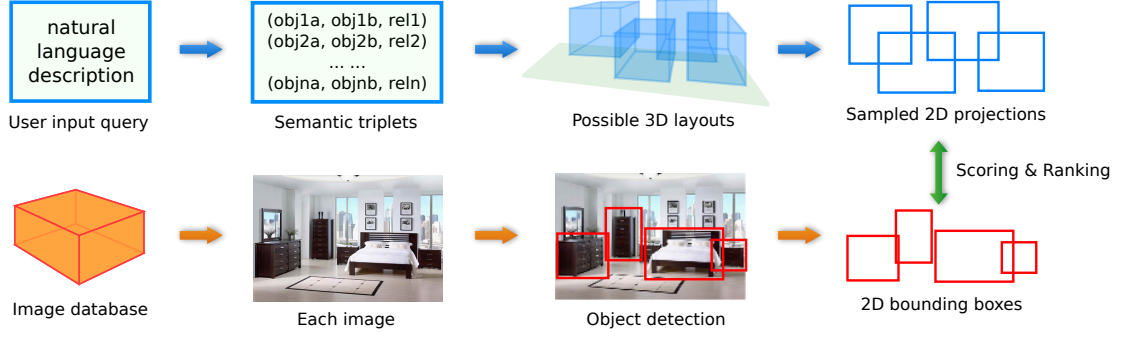 natural
language
description
User input query
(obj1a, obj1b, rel1)
(obj2a, obj2b, rel2)
... ...
(objna, objnb, reln)
Semantic triplets
Possible 3D layouts
Sampled 2D projections
Scoring & Ranking
Image database
Each image
Object detection
2D bounding boxes